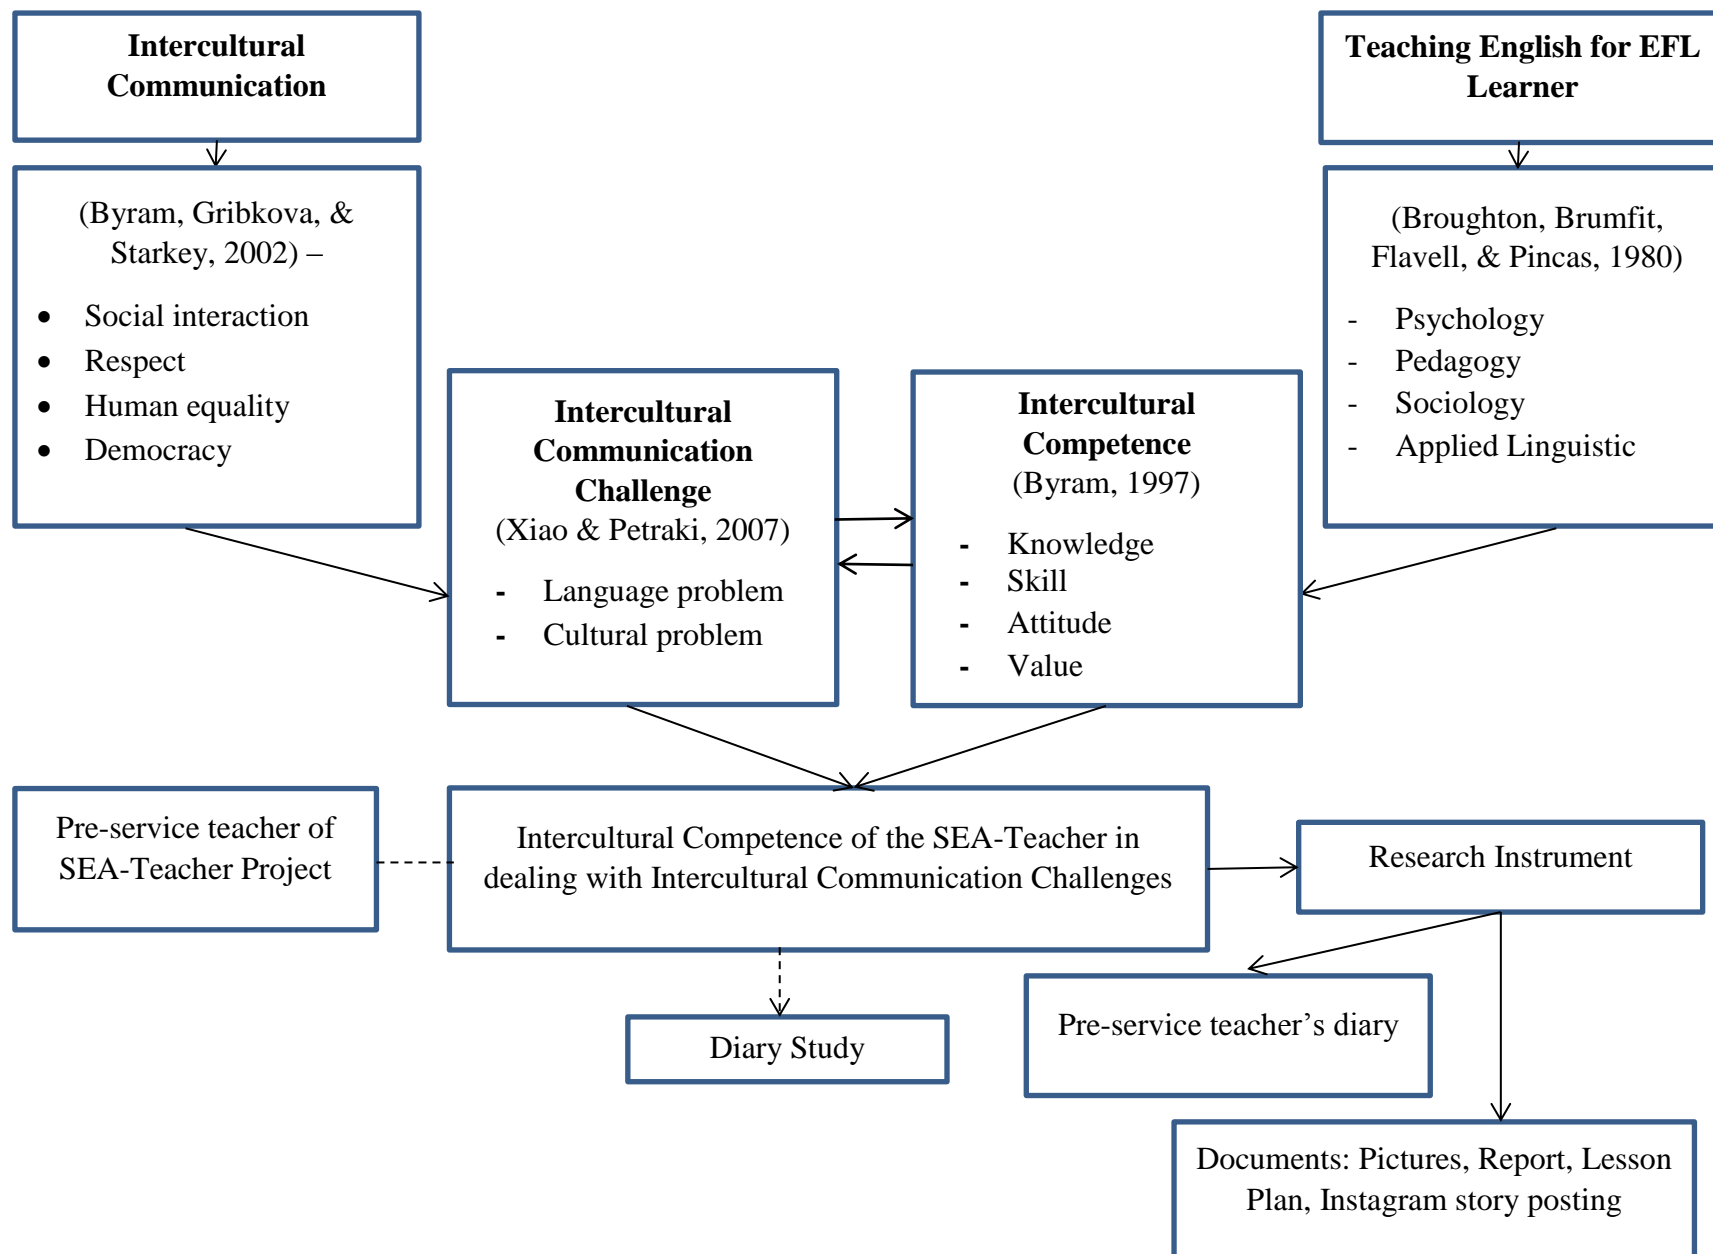 Intercultural
Communication
Teaching English for EFL
Learner
(Byram, Gribkova, &
Starkey, 2002) –
• Social interaction
• Respect
• Human equality
• Democracy
(Broughton, Brumfit,
Flavell, & Pincas, 1980)
- Psychology
- Pedagogy
- Sociology
- Applied Linguistic
Intercultural
Communication
Challenge
(Xiao & Petraki, 2007)
- Language problem
- Cultural problem
Intercultural
Competence
(Byram, 1997)
- Knowledge
- Skill
- Attitude
- Value
Pre-service teacher of
SEA-Teacher Project
Intercultural Competence of the SEA-Teacher in
dealing with Intercultural Communication Challenges
Research Instrument
Diary Study
Pre-service teacher’s diary
Documents: Pictures, Report, Lesson
Plan, Instagram story posting